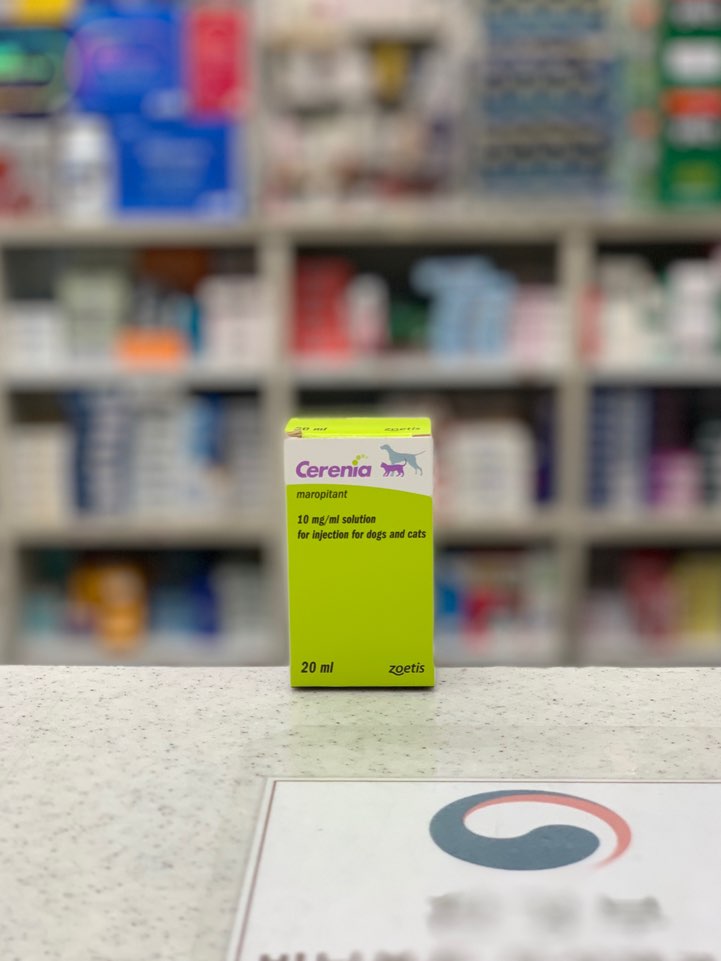 20 ml zoetis
Cerenia
maropitant
10 mg/ml solution
for injection for dogs and cats
20 ml zoetis